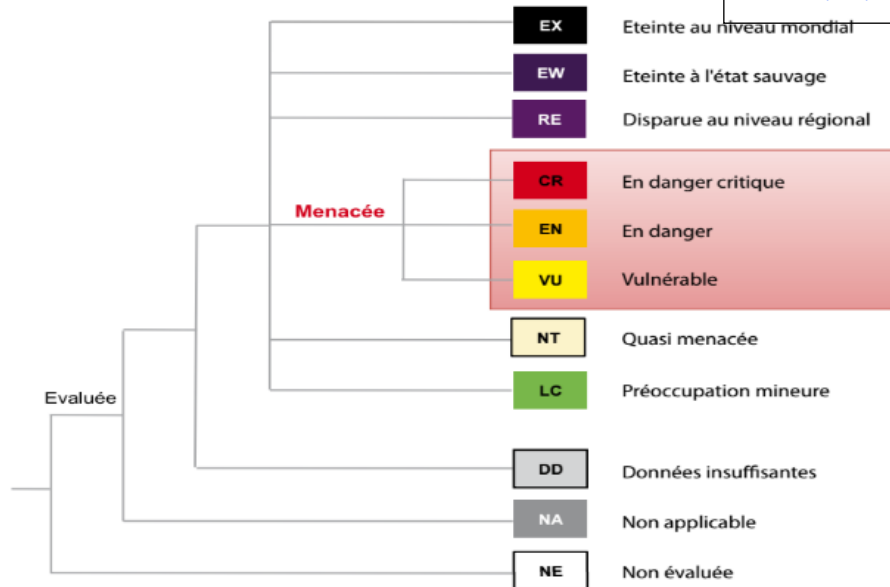 EX Eteinte au niveau mondial
EW Eteinte à l'état sauvage
RE Disparue au niveau régional
CR En danger critique
Menacée
EN En danger
VU Vulnérable
NT Quasi menacée
LC Préoccupation mineure
Evaluée
DD Données insuffisantes
NA Non applicable
NE Non évaluée